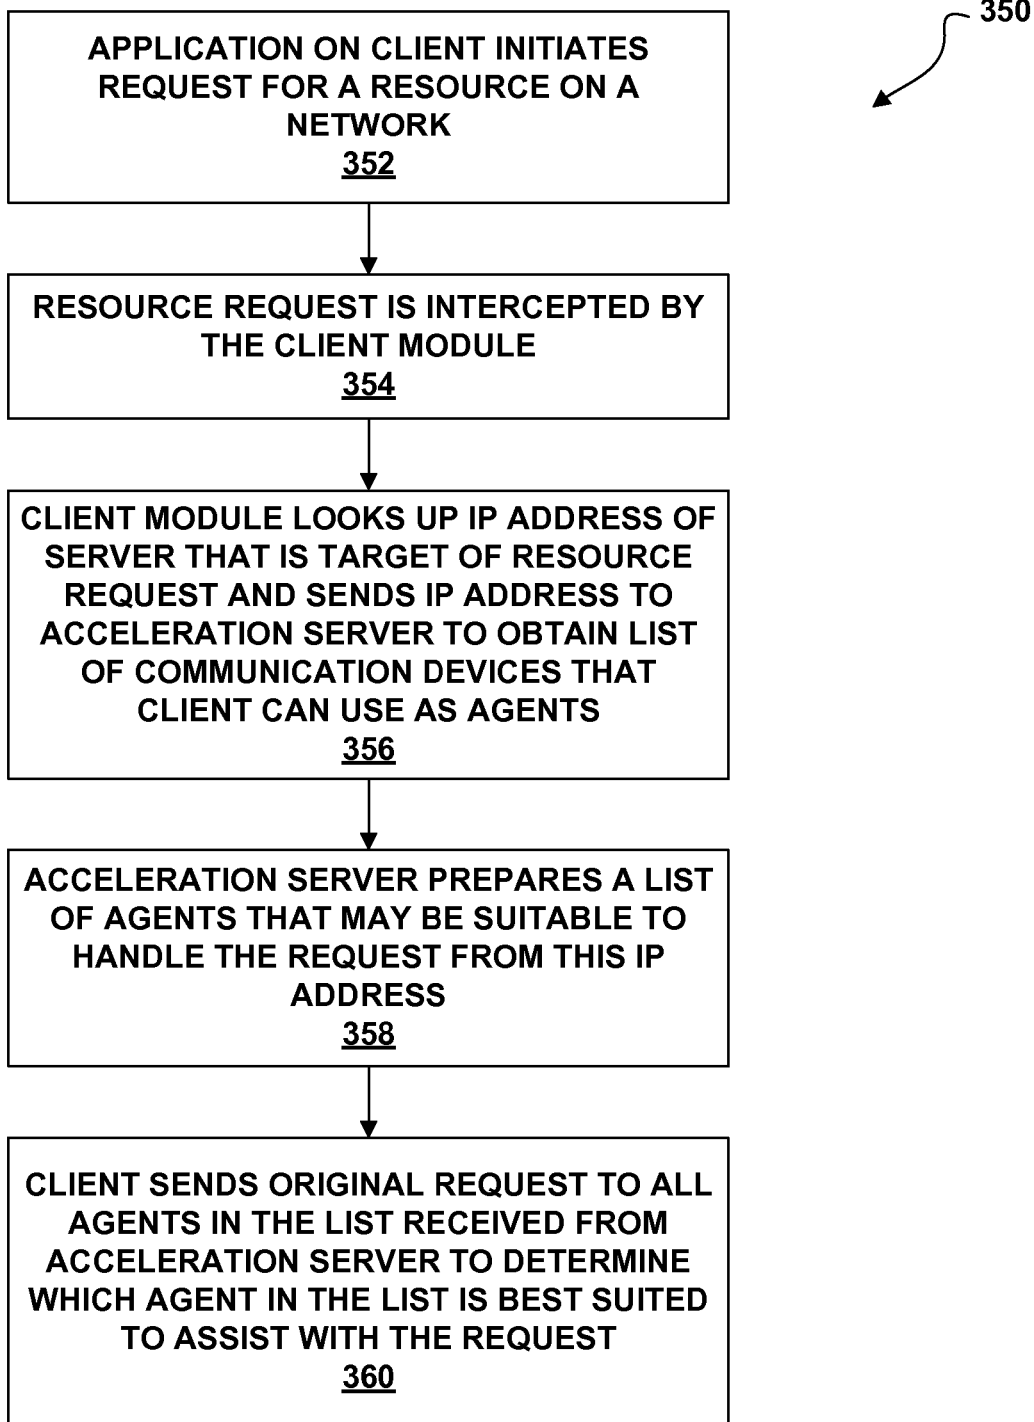 350
APPLICATION ON CLIENT INITIATES
REQUEST FOR A RESOURCE ON A
NETWORK
352
RESOURCE REQUEST IS INTERCEPTED BY
THE CLIENT MODULE
354
CLIENT MODULE LOOKS UP IP ADDRESS OF
SERVER THAT IS TARGET OF RESOURCE
REQUEST AND SENDS IP ADDRESS TO
ACCELERATION SERVER TO OBTAIN LIST
OF COMMUNICATION DEVICES THAT
CLIENT CAN USE AS AGENTS
356
ACCELERATION SERVER PREPARES A LIST
OF AGENTS THAT MAY BE SUITABLE TO
HANDLE THE REQUEST FROM THIS IP
ADDRESS
358
CLIENT SENDS ORIGINAL REQUEST TO ALL
AGENTS IN THE LIST RECEIVED FROM
ACCELERATION SERVER TO DETERMINE
WHICH AGENT IN THE LIST IS BEST SUITED
TO ASSIST WITH THE REQUEST
360